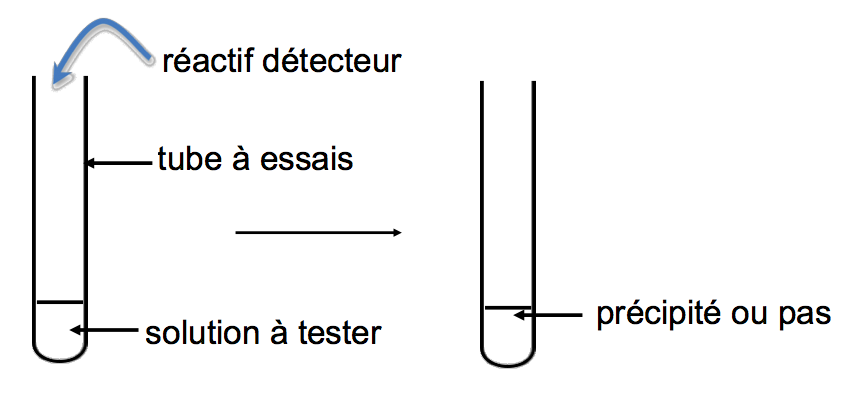 réactif détecteur
tube à essais
solution à tester
précipité ou pas